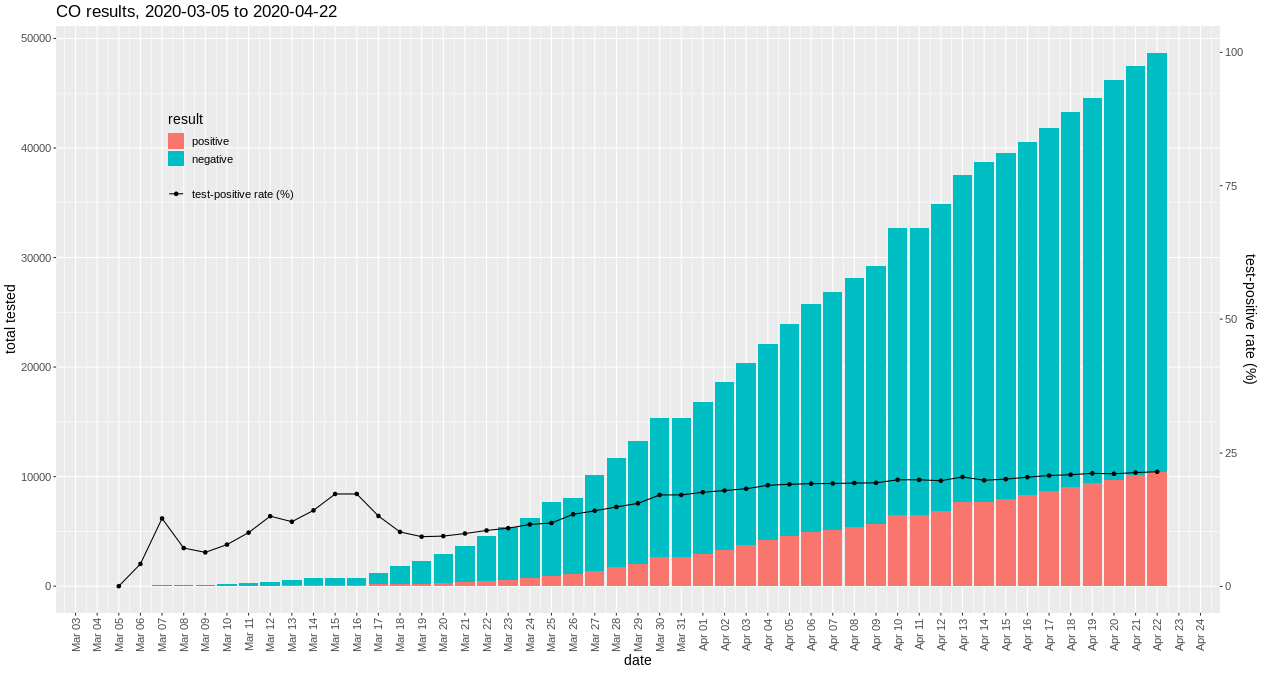 CO results, 2020-03-05 to 2020-04-22
50000
40000
30000
20000
10000
0
total tested
result
positive
negative
test-positive rate (%)
100
75
50
25
0
test-positive rate (%)
Mar 03
Mar 04
Mar 05
Mar 06
Mar 07
Mar 08
Mar 09
Mar 10
Mar 11
Mar 12
Mar 13
Mar 14
Mar 15
Mar 16
Mar 17
Mar 18
Mar 19
Mar 20
Mar 21
Mar 22
Mar 23
Mar 24
Mar 25
Mar 26
Mar 27
Mar 28
Mar 29
Mar 30
Mar 31
Apr 01
Apr 02
Apr 03
Apr 04
Apr 05
Apr 06
Apr 07
Apr 08
Apr 09
Apr 10
Apr 11
Apr 12
Apr 13
Apr 14
Apr 15
Apr 16
Apr 17
Apr 18
Apr 19
Apr 20
Apr 21
Apr 22
Apr 23
Apr 24
date